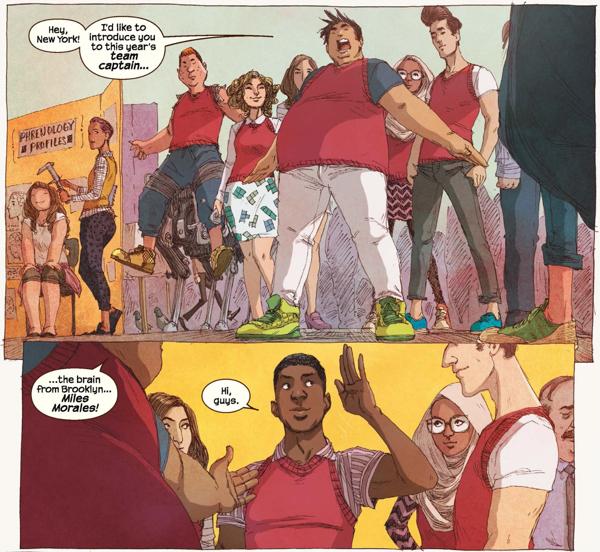 Hey,
New York!
I'd like to
introduce you
to this year's
team
captain...
PHRENOLOGY
PROFILES
...the brain
from Brooklyn...
Miles
Morales!
Hi,
guys.